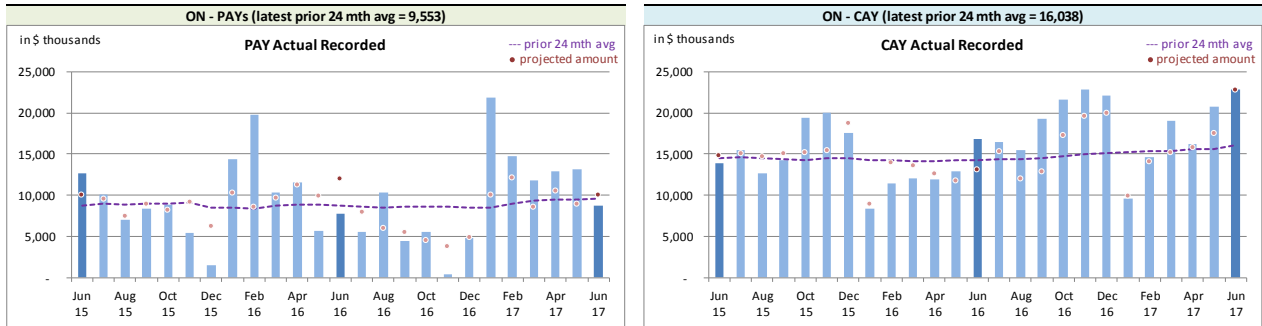 ON - PAYs (latest prior 24 mth avg = 9,553)
in $ thousands
PAY Actual Recorded
--- prior 24 mth avg
• projected amount
25,000
20,000
15,000
10,000
5,000
-
Jun Aug Oct Dec Feb Apr Jun Aug Oct Dec Feb Apr Jun
15 15 15 15 16 16 16 16 16 16 17 17 17
ON - CAY (latest prior 24 mth avg = 16,038)
in $ thousands
CAY Actual Recorded
--- prior 24 mth avg
• projected amount
25,000
20,000
15,000
10,000
5,000
-
Jun Aug Oct Dec Feb Apr Jun Aug Oct Dec Feb Apr Jun
15 15 15 15 16 16 16 16 16 16 17 17 17